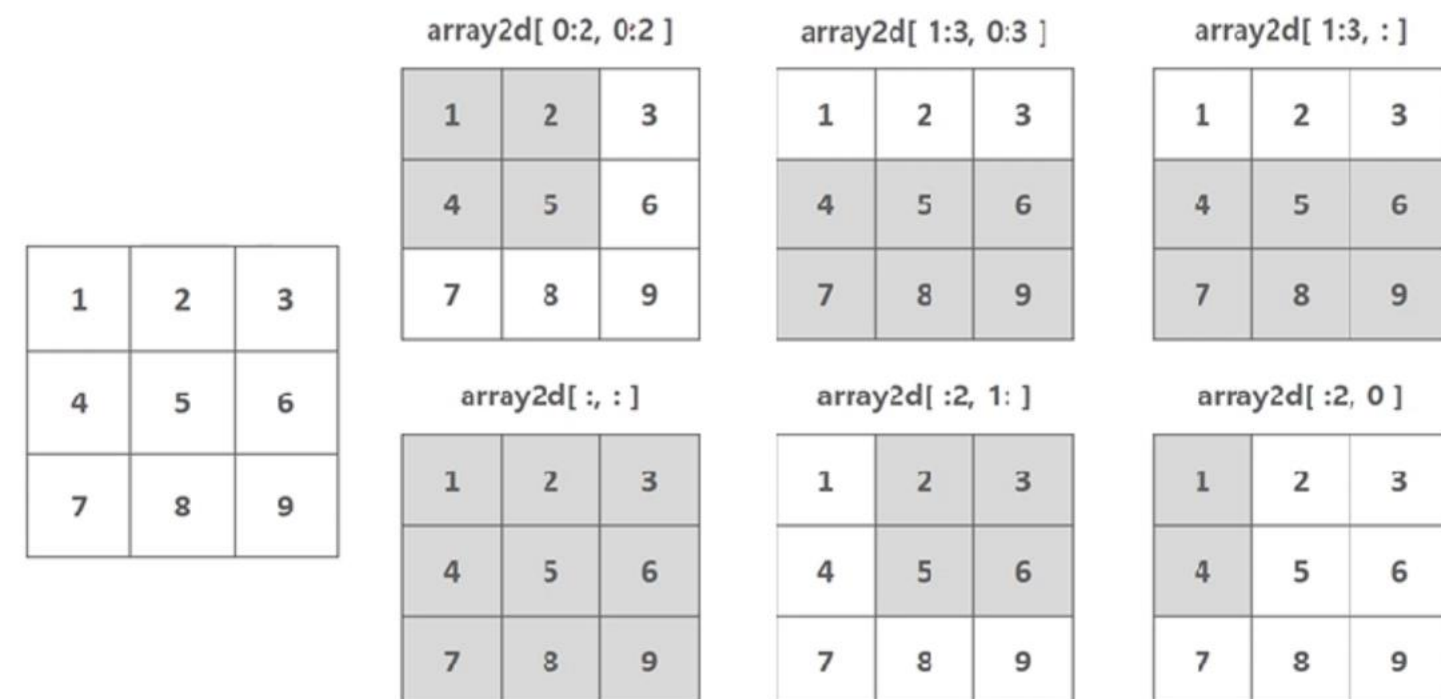 1 2 3
4 5 6
7 8 9
array2d[ 0:2, 0:2 ]
1 2 3
4 5 6
7 8 9
array2d[ 1:3, 0:3 ]
1 2 3
4 5 6
7 8 9
array2d[ 1:3, : ]
1 2 3
4 5 6
7 8 9
array2d[ :, : ]
1 2 3
4 5 6
7 8 9
array2d[ :2, 1: ]
1 2 3
4 5 6
7 8 9
array2d[ :2, 0 ]
1 2 3
4 5 6
7 8 9